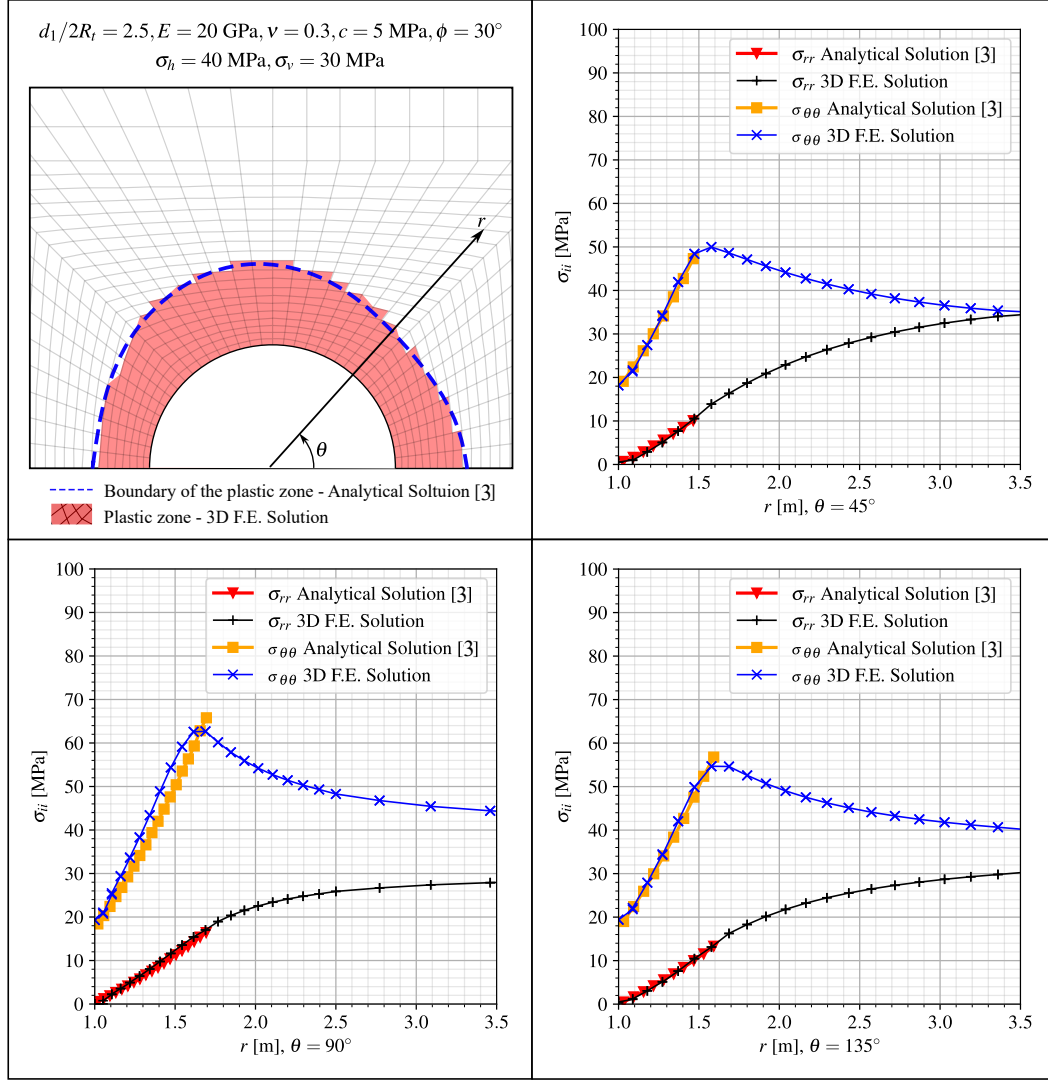 d₁/2Rₜ = 2.5, E = 20 GPa, ν = 0.3, c = 5 MPa, ϕ = 30°
σₕ = 40 MPa, σᵥ = 30 MPa
r
θ
Boundary of the plastic zone - Analytical Soltuion [3]
Plastic zone - 3D F.E. Solution
100
90
80
70
60
50
40
30
20
10
0
σᵢᵢ [MPa]
σᵣᵣ Analytical Solution [3]
σᵣᵣ 3D F.E. Solution
σθθ Analytical Solution [3]
σθθ 3D F.E. Solution
1.0 1.5 2.0 2.5 3.0 3.5
r [m], θ = 45°
100
90
80
70
60
50
40
30
20
10
0
σᵢᵢ [MPa]
σᵣᵣ Analytical Solution [3]
σᵣᵣ 3D F.E. Solution
σθθ Analytical Solution [3]
σθθ 3D F.E. Solution
1.0 1.5 2.0 2.5 3.0 3.5
r [m], θ = 90°
100
90
80
70
60
50
40
30
20
10
0
σᵢᵢ [MPa]
σᵣᵣ Analytical Solution [3]
σᵣᵣ 3D F.E. Solution
σθθ Analytical Solution [3]
σθθ 3D F.E. Solution
1.0 1.5 2.0 2.5 3.0 3.5
r [m], θ = 135°